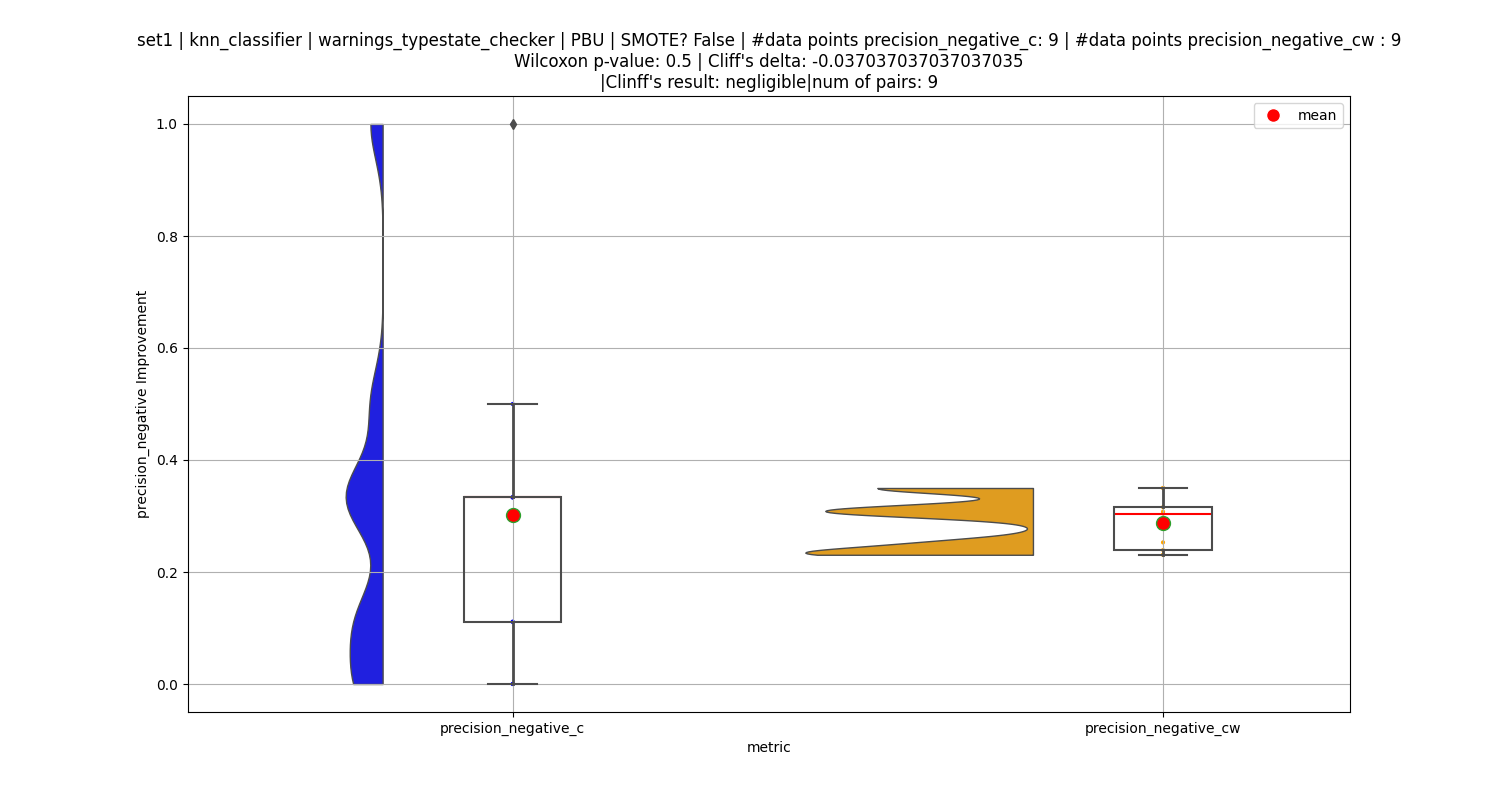 set1 | knn_classifier | warnings_typestate_checker | PBU | SMOTE? False | #data points precision_negative_c: 9 | #data points precision_negative_cw : 9
Wilcoxon p-value: 0.5 | Cliff's delta: -0.037037037037037035
|Clinff's result: negligible|num of pairs: 9
mean
1.0
0.8
0.6
0.4
0.2
0.0
precision_negative Improvement
precision_negative_c
precision_negative_cw
metric